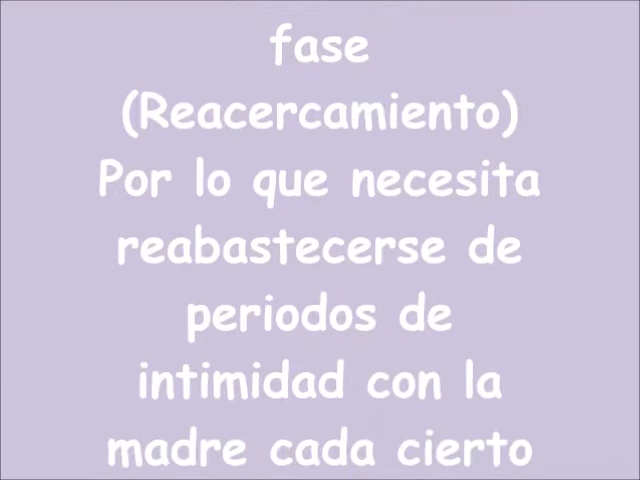 fase
(Reacercamiento)
Por lo que necesita
reabastecerse de
periodos de
intimidad con la
madre cada cierto